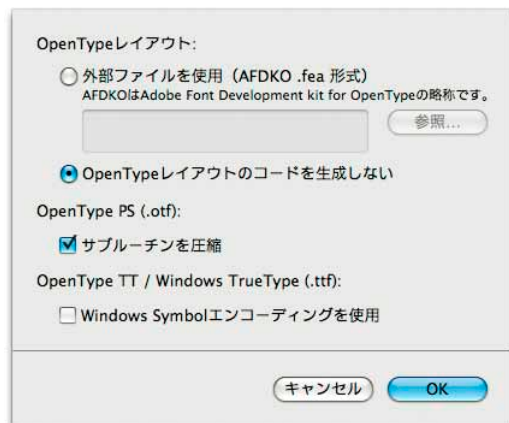 OpenTypeレイアウト:
外部ファイルを使用（AFDKO .fea 形式）
AFDKOはAdobe Font Development kit for OpenTypeの略称です。
参照...
OpenTypeレイアウトのコードを生成しない
OpenType PS (.otf):
サブルーチンを圧縮
OpenType TT / Windows TrueType (.ttf):
Windows Symbolエンコーディングを使用
キャンセル
OK